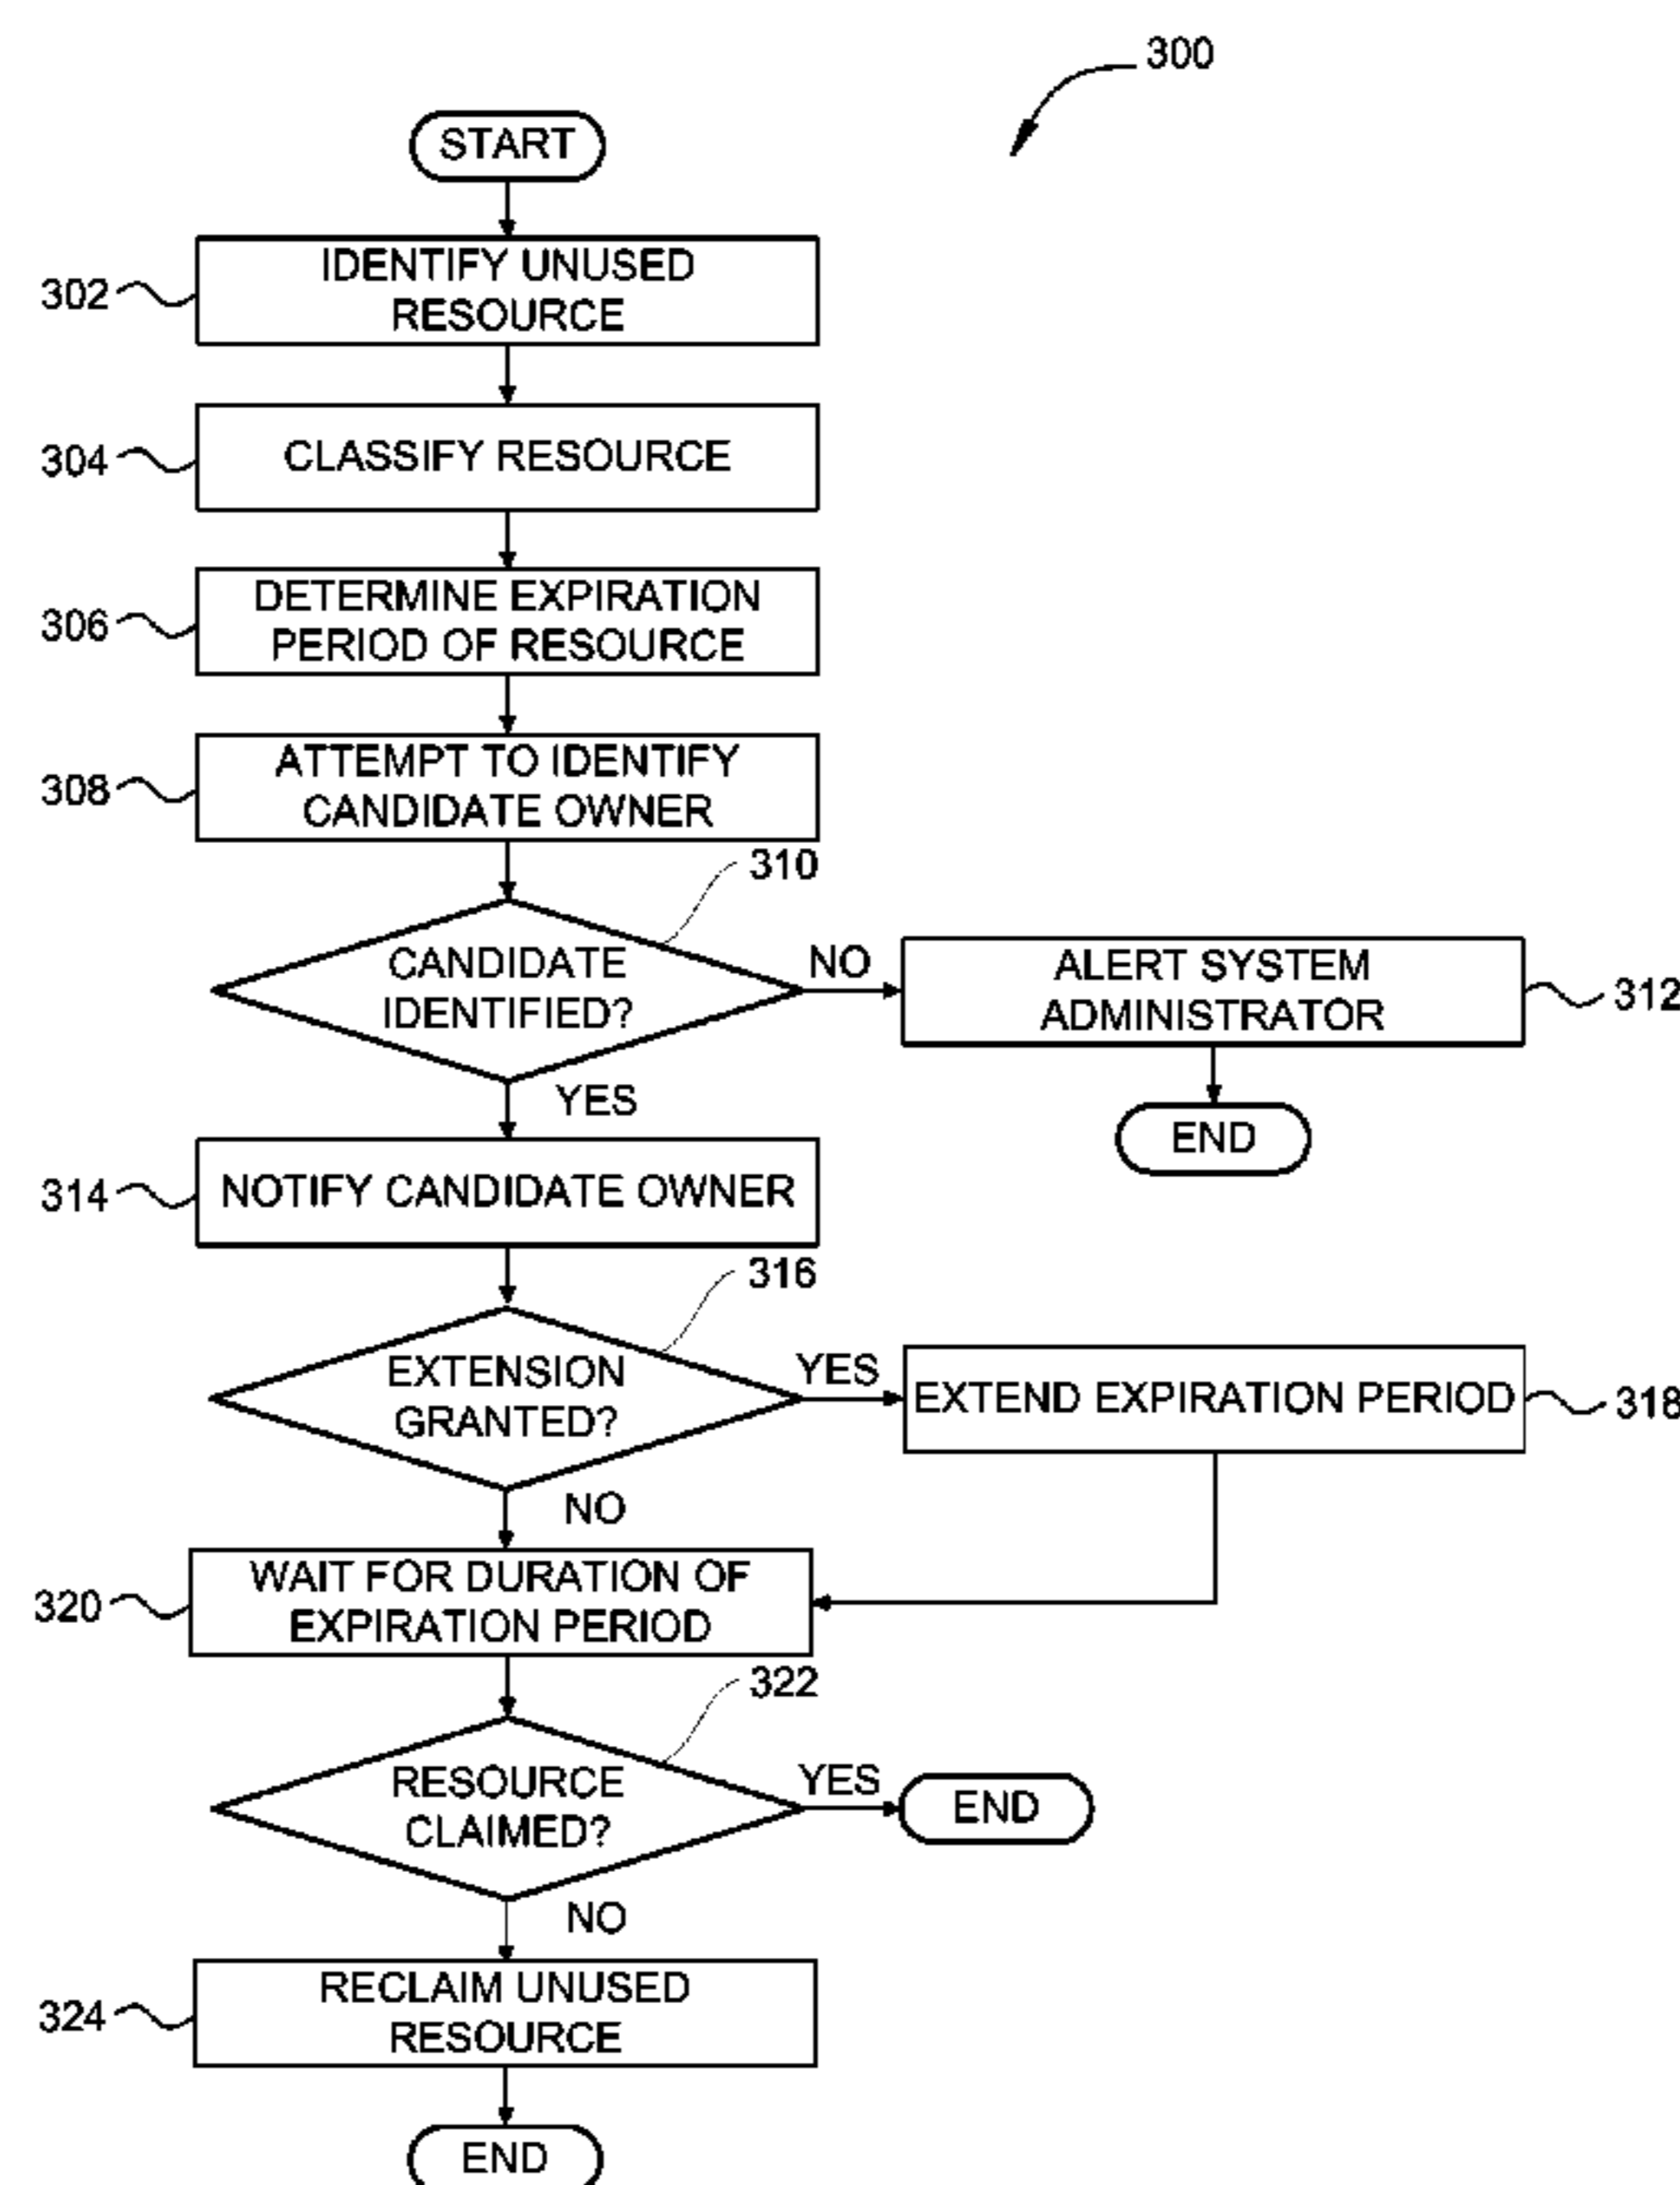 300
START
302
IDENTIFY UNUSED
RESOURCE
304
CLASSIFY RESOURCE
306
DETERMINE EXPIRATION
PERIOD OF RESOURCE
308
ATTEMPT TO IDENTIFY
CANDIDATE OWNER
310
CANDIDATE
IDENTIFIED?
NO
ALERT SYSTEM
ADMINISTRATOR
312
YES
END
314
NOTIFY CANDIDATE OWNER
316
EXTENSION
GRANTED?
YES
EXTEND EXPIRATION PERIOD
318
NO
320
WAIT FOR DURATION OF
EXPIRATION PERIOD
322
RESOURCE
CLAIMED?
YES
END
NO
324
RECLAIM UNUSED
RESOURCE
END